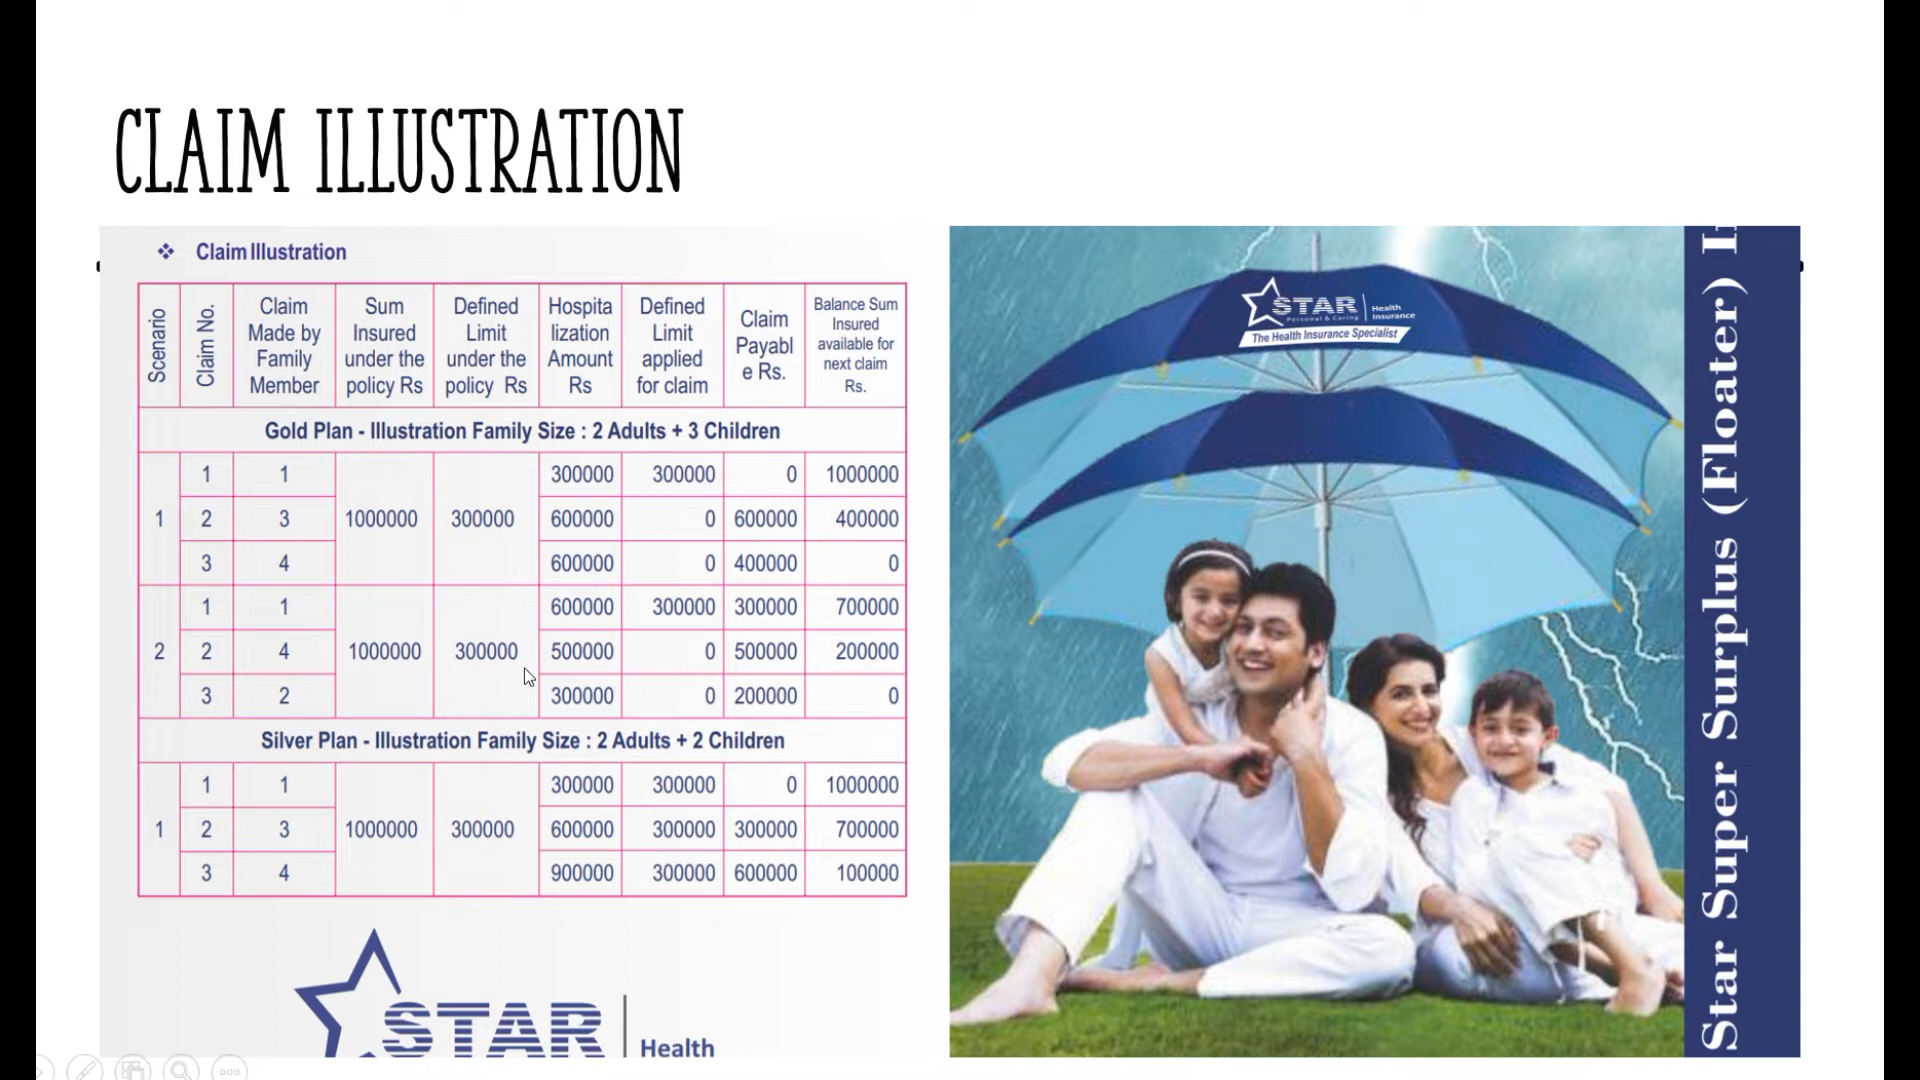 CLAIM ILLUSTRATION
❖ Claim Illustration
Scenario
Claim No.
Claim
Made by
Family
Member
Sum
Insured
under the
policy Rs
Defined
Limit
under the
policy Rs
Hospita
lization
Amount
Rs
Defined
Limit
applied
for claim
Claim
Payabl
e Rs.
Balance Sum
Insured
available for
next claim
Rs.
Gold Plan - Illustration Family Size : 2 Adults + 3 Children
1 1 300000 300000 0 1000000
1 2 3 1000000 300000 600000 0 600000 400000
3 4 600000 0 400000 0
1 1 600000 300000 300000 700000
2 2 4 1000000 300000 500000 0 500000 200000
3 2 300000 0 200000 0
Silver Plan - Illustration Family Size : 2 Adults + 2 Children
1 1 300000 300000 0 1000000
1 2 3 1000000 300000 600000 300000 300000 700000
3 4 900000 300000 600000 100000
STAR
Health
STAR
Personal & Caring
Health
Insurance
The Health Insurance Specialist
Star Super Surplus (Floater)